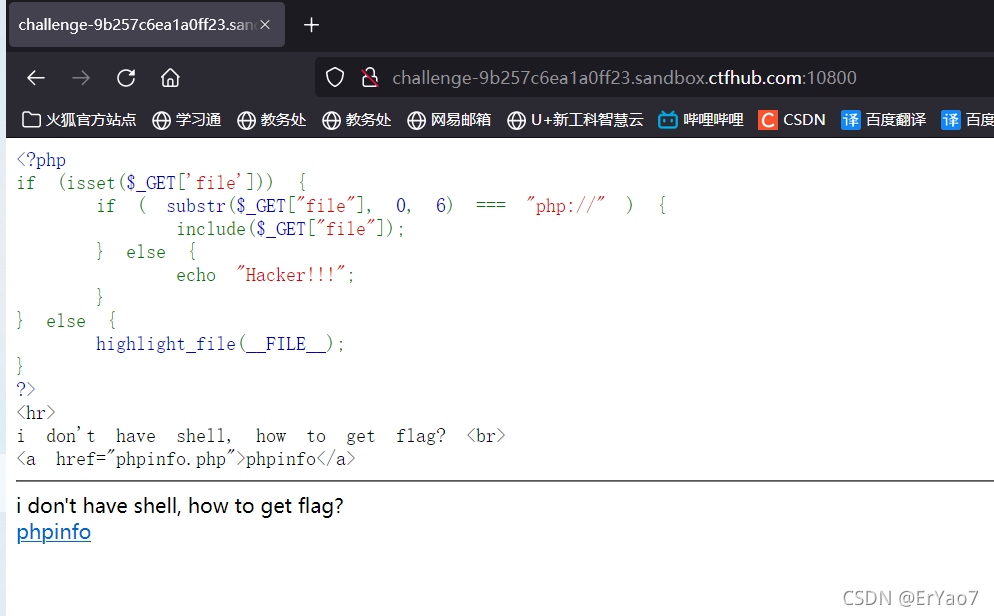 challenge-9b257c6ea1a0ff23.san
challenge-9b257c6ea1a0ff23.sandbox.ctfhub.com:10800
火狐官方站点 学习通 教务处 教务处 网易邮箱 U+新工科智慧云 哔哩哔哩 C CSDN 译 百度翻译 译 百度
<?php
if (isset($_GET['file'])) {
        if ( substr($_GET["file"], 0, 6) === "php://" ) {
                include($_GET["file"]);
        } else {
                echo "Hacker!!!";
        }
} else {
        highlight_file(__FILE__);
}
?>
<hr>
i don't have shell, how to get flag? <br>
<a href="phpinfo.php">phpinfo</a>
i don't have shell, how to get flag?
phpinfo
CSDN @ErYao7